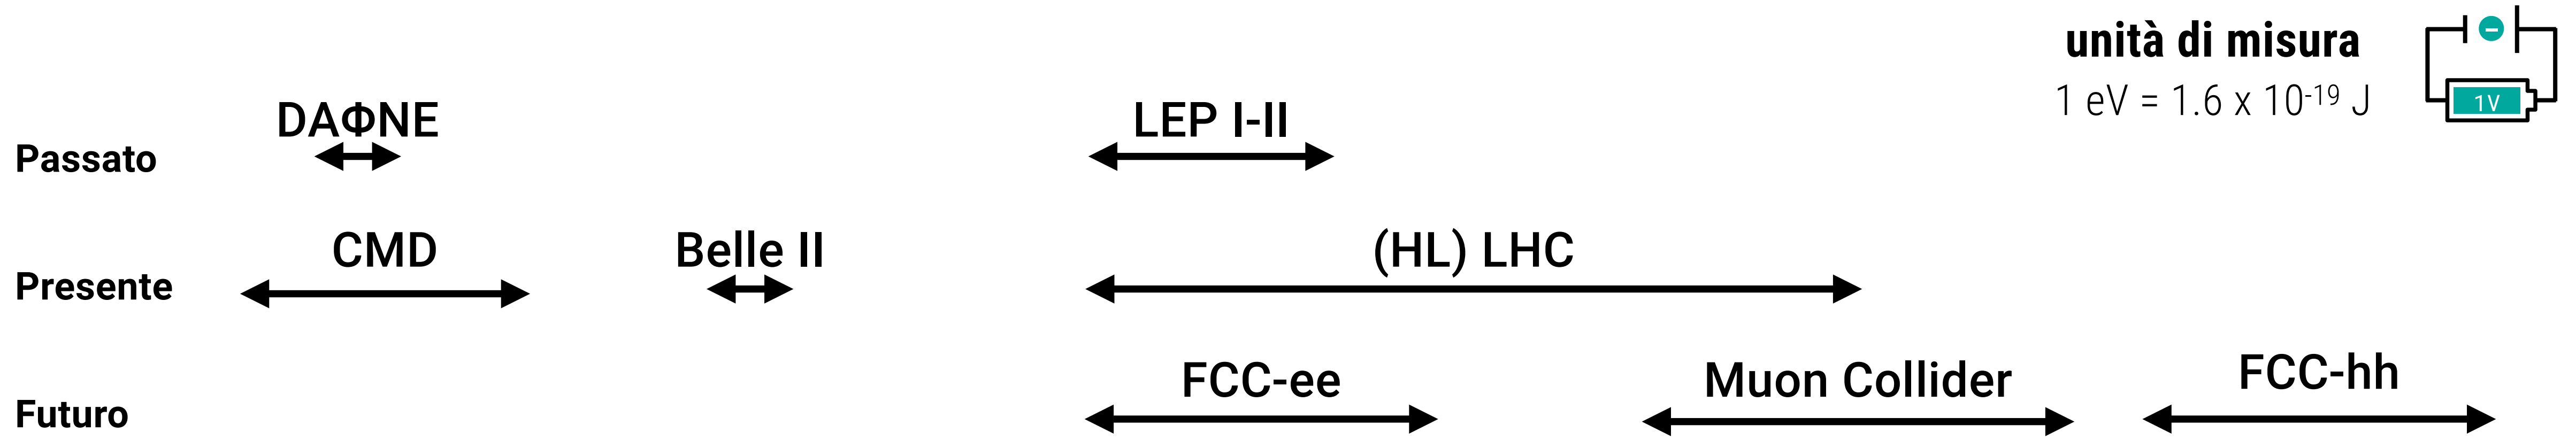 unità di misura
1 eV = 1.6 x 10⁻¹⁹ J
1V
DAΦNE
LEP I-II
Passato
CMD
Belle II
(HL) LHC
Presente
FCC-ee
Muon Collider
FCC-hh
Futuro